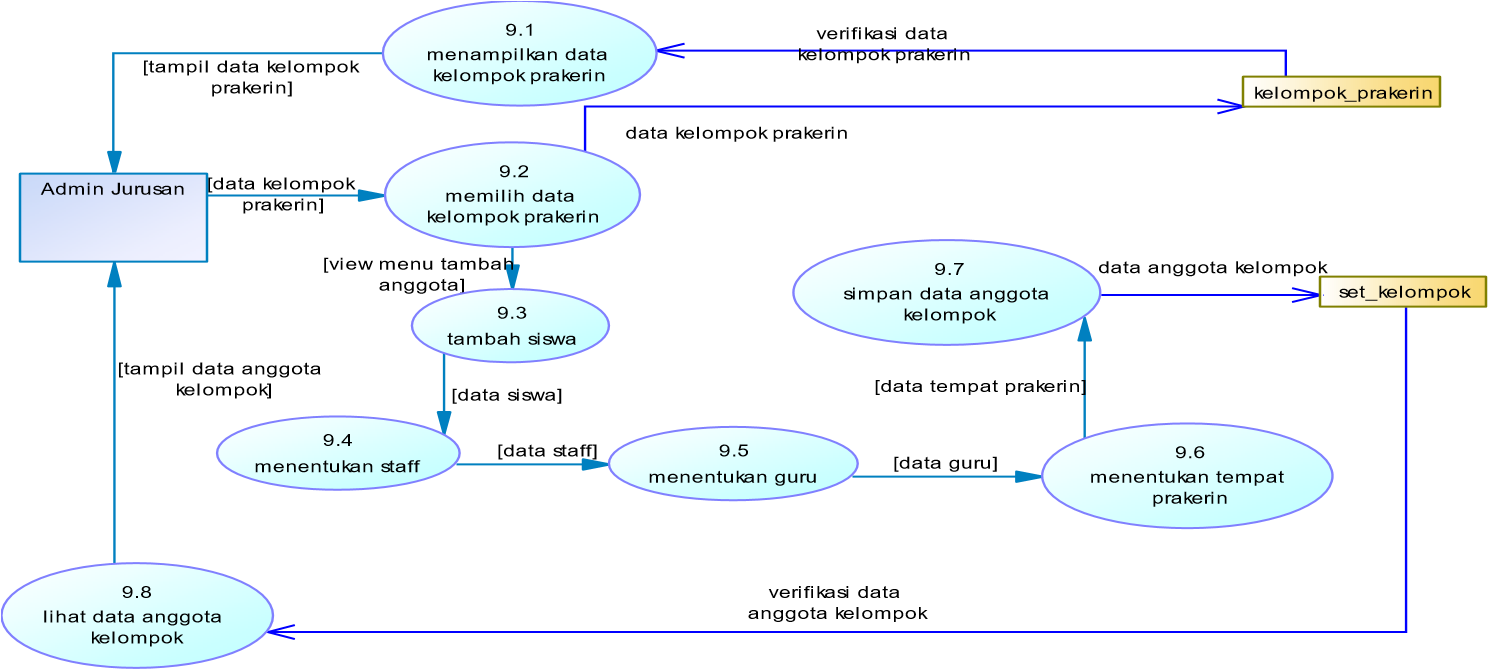 9.1
menampilkan data
kelompok prakerin
verifikasi data
kelompok prakerin
[tampil data kelompok
prakerin]
kelompok_prakerin
data kelompok prakerin
Admin Jurusan
[data kelompok
prakerin]
9.2
memilih data
kelompok prakerin
[view menu tambah
anggota]
9.3
tambah siswa
9.7
simpan data anggota
kelompok
data anggota kelompok
set_kelompok
[tampil data anggota
kelompok]
[data siswa]
[data tempat prakerin]
9.4
menentukan staff
[data staff]
9.5
menentukan guru
[data guru]
9.6
menentukan tempat
prakerin
9.8
lihat data anggota
kelompok
verifikasi data
anggota kelompok